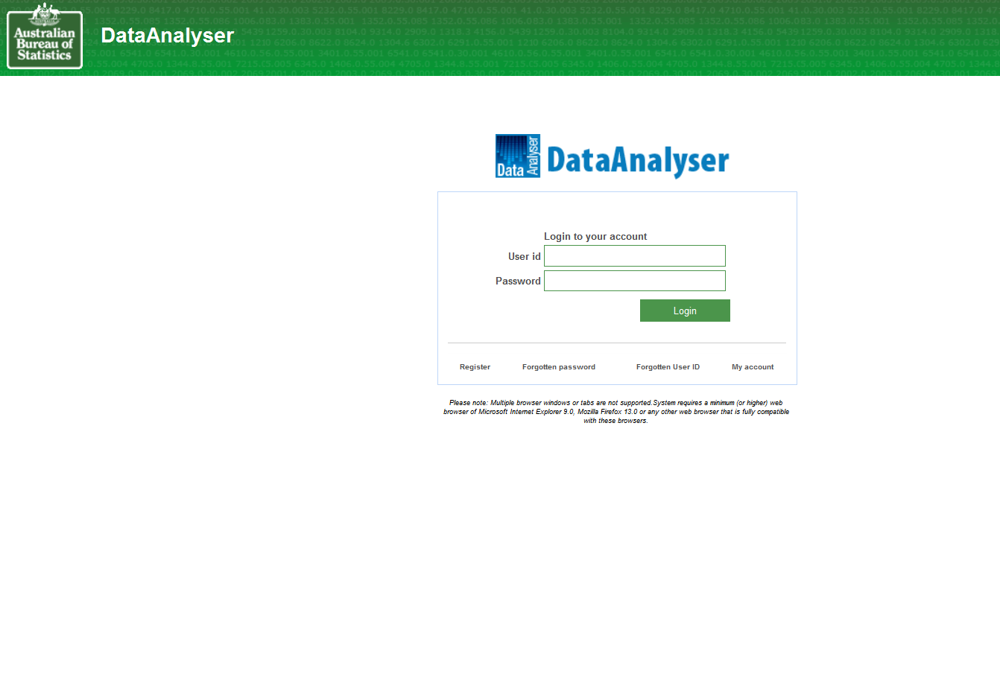 Australian
Bureau of
Statistics
DataAnalyser
Data Analyser
DataAnalyser
Login to your account
User id
Password
Login
Register Forgotten password Forgotten User ID My account
Please note: Multiple browser windows or tabs are not supported.System requires a minimum (or higher) web
browser of Microsoft Internet Explorer 9.0, Mozilla Firefox 13.0 or any other web browser that is fully compatible
with these browsers.